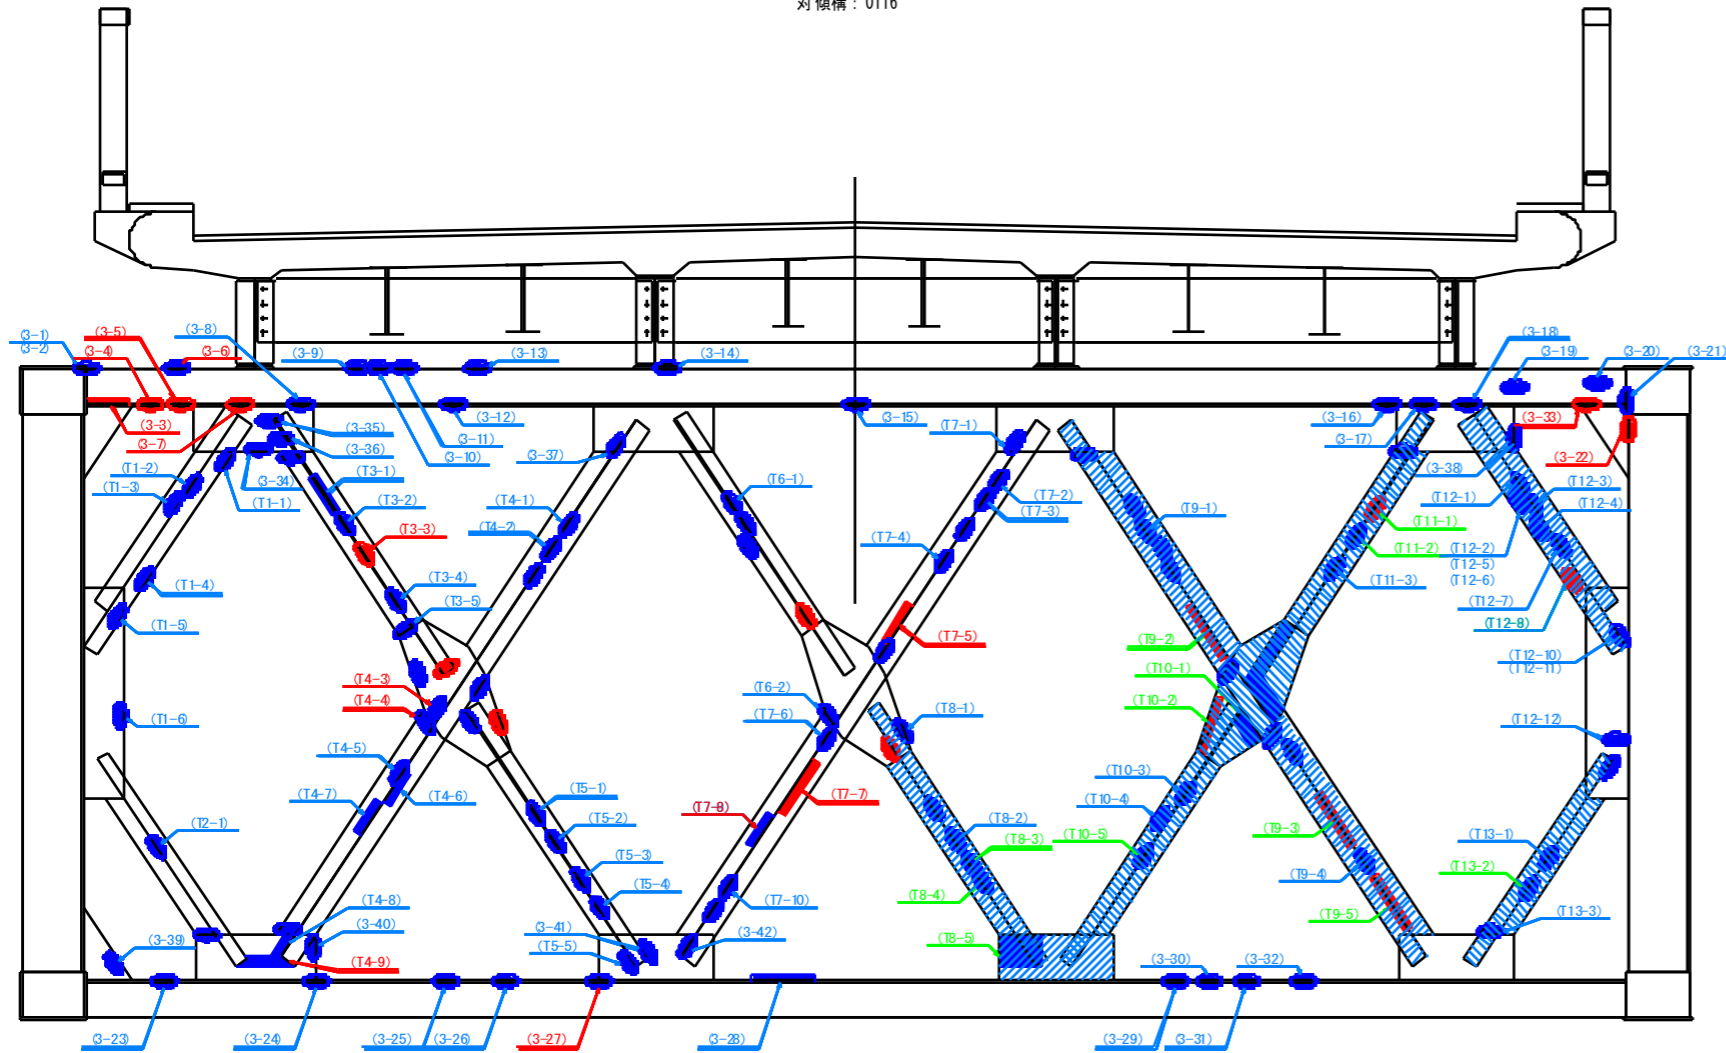 対傾構：0116
(3-1)
(3-2)
(3-5)
(3-4)
(3-8)
(3-6)
(3-9)
(3-13)
(3-14)
(3-18)
(3-19)
(3-20)
(3-21)
(3-3)
(3-7)
(3-35)
(3-36)
(3-34)
(3-12)
(3-11)
(3-10)
(3-37)
(3-15)
(T7-1)
(3-16)
(3-17)
(3-33)
(3-22)
(3-38)
(T1-2)
(T1-3)
(T1-1)
(T3-1)
(T3-2)
(T3-3)
(T4-1)
(T4-2)
(T6-1)
(T7-2)
(T7-3)
(T7-4)
(T9-1)
(T11-1)
(T11-2)
(T11-3)
(T12-1)
(T12-3)
(T12-4)
(T12-2)
(T12-5)
(T12-6)
(T12-7)
(T12-8)
(T1-4)
(T1-5)
(T3-4)
(T3-5)
(T7-5)
(T9-2)
(T10-1)
(T10-2)
(T12-10)
(T12-11)
(T1-6)
(T4-3)
(T4-4)
(T6-2)
(T7-6)
(T8-1)
(T12-12)
(T4-5)
(T4-7)
(T4-6)
(T5-1)
(T5-2)
(T7-8)
(T7-7)
(T10-3)
(T10-4)
(T10-5)
(T8-2)
(T8-3)
(T9-3)
(T13-1)
(T2-1)
(T5-3)
(T5-4)
(T7-10)
(T8-4)
(T9-4)
(T13-2)
(T4-8)
(3-40)
(3-41)
(T5-5)
(3-42)
(T8-5)
(T9-5)
(T13-3)
(3-39)
(T4-9)
(3-30)
(3-32)
(3-23)
(3-24)
(3-25)
(3-26)
(3-27)
(3-28)
(3-29)
(3-31)